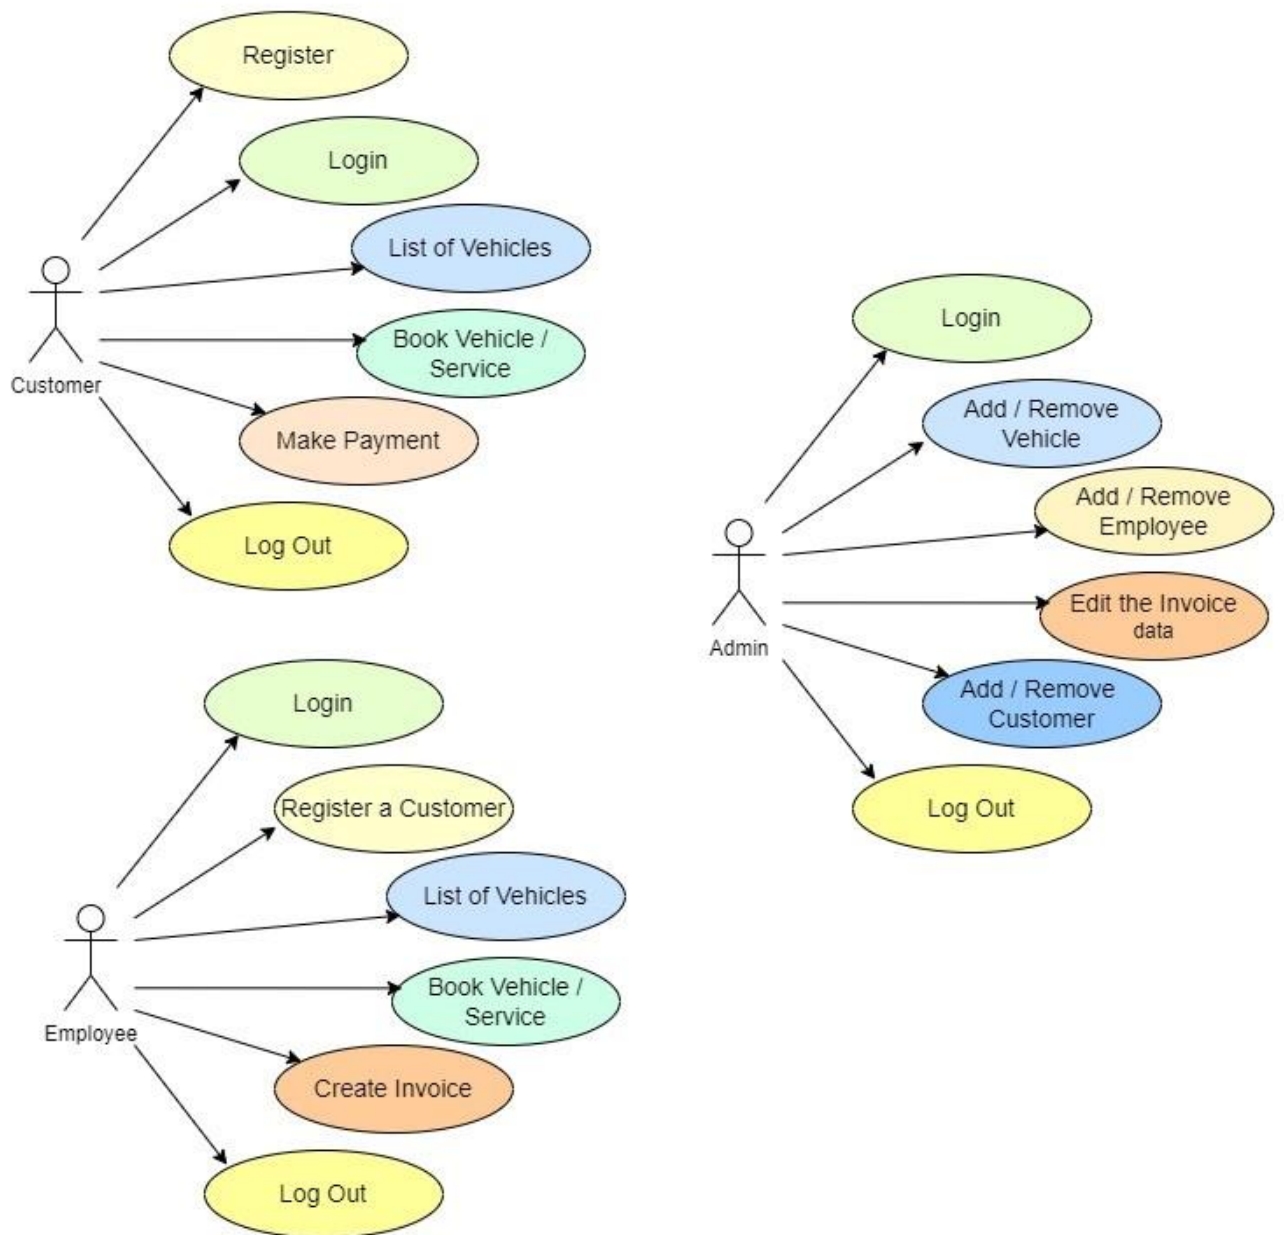 Register
Login
List of Vehicles
Book Vehicle /
Service
Customer
Make Payment
Log Out
Login
Add / Remove
Vehicle
Add / Remove
Employee
Edit the Invoice
data
Admin
Add / Remove
Customer
Log Out
Login
Register a Customer
List of Vehicles
Book Vehicle /
Service
Employee
Create Invoice
Log Out